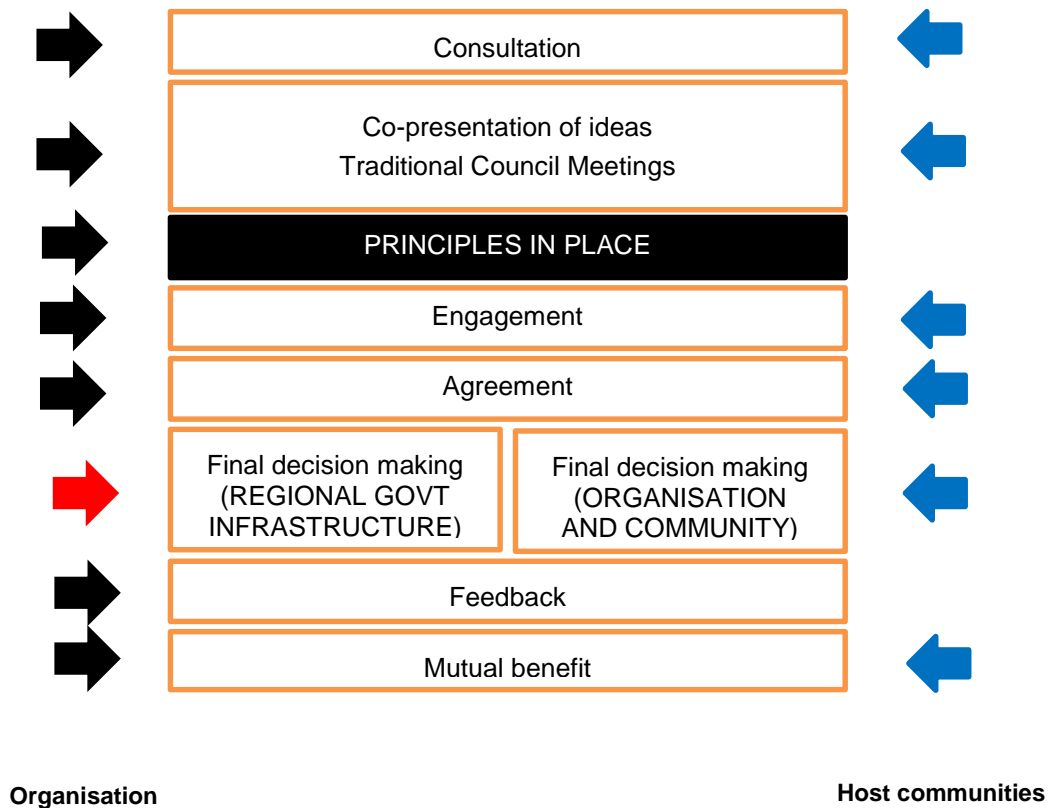 Consultation
Co-presentation of ideas
Traditional Council Meetings
PRINCIPLES IN PLACE
Engagement
Agreement
Final decision making
(REGIONAL GOVT
INFRASTRUCTURE)
Final decision making
(ORGANISATION
AND COMMUNITY)
Feedback
Mutual benefit
Organisation
Host communities